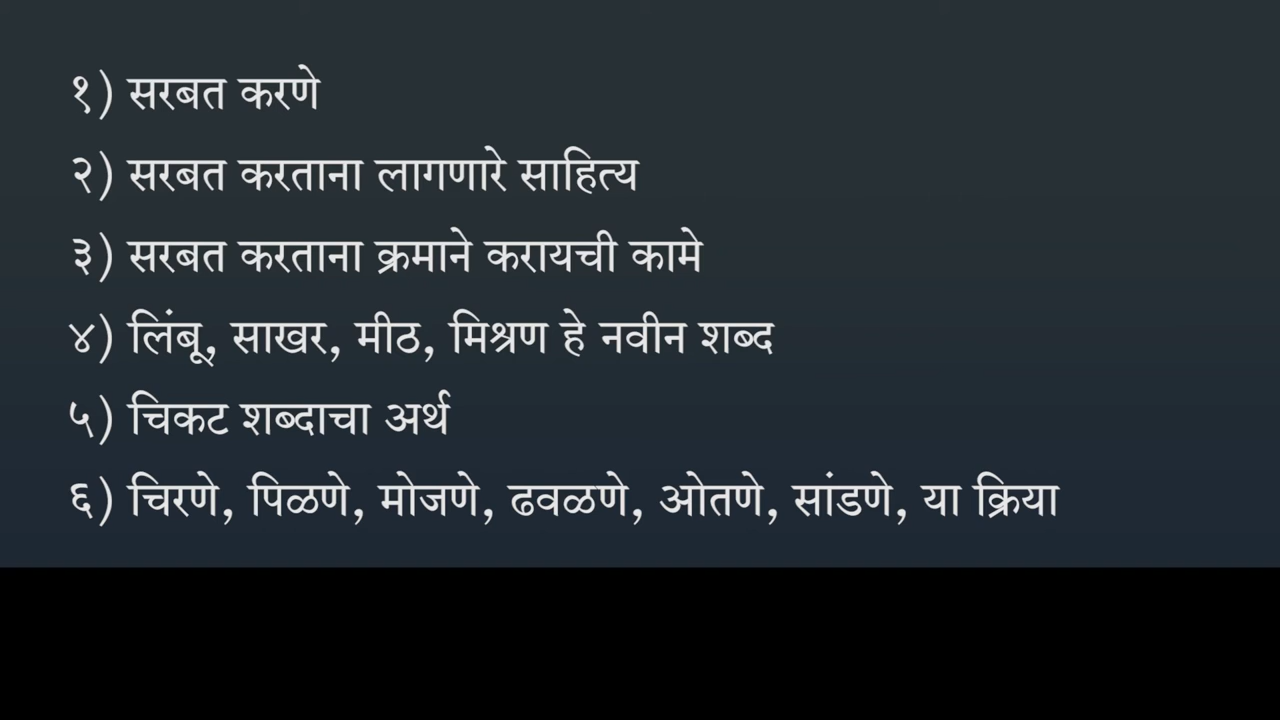 १) सरबत करणे
२) सरबत करताना लागणारे साहित्य
३) सरबत करताना क्रमाने करायची कामे
४) लिंबू, साखर, मीठ, मिश्रण हे नवीन शब्द
५) चिकट शब्दाचा अर्थ
६) चिरणे, पिळणे, मोजणे, ढवळणे, ओतणे, सांडणे, या क्रिया